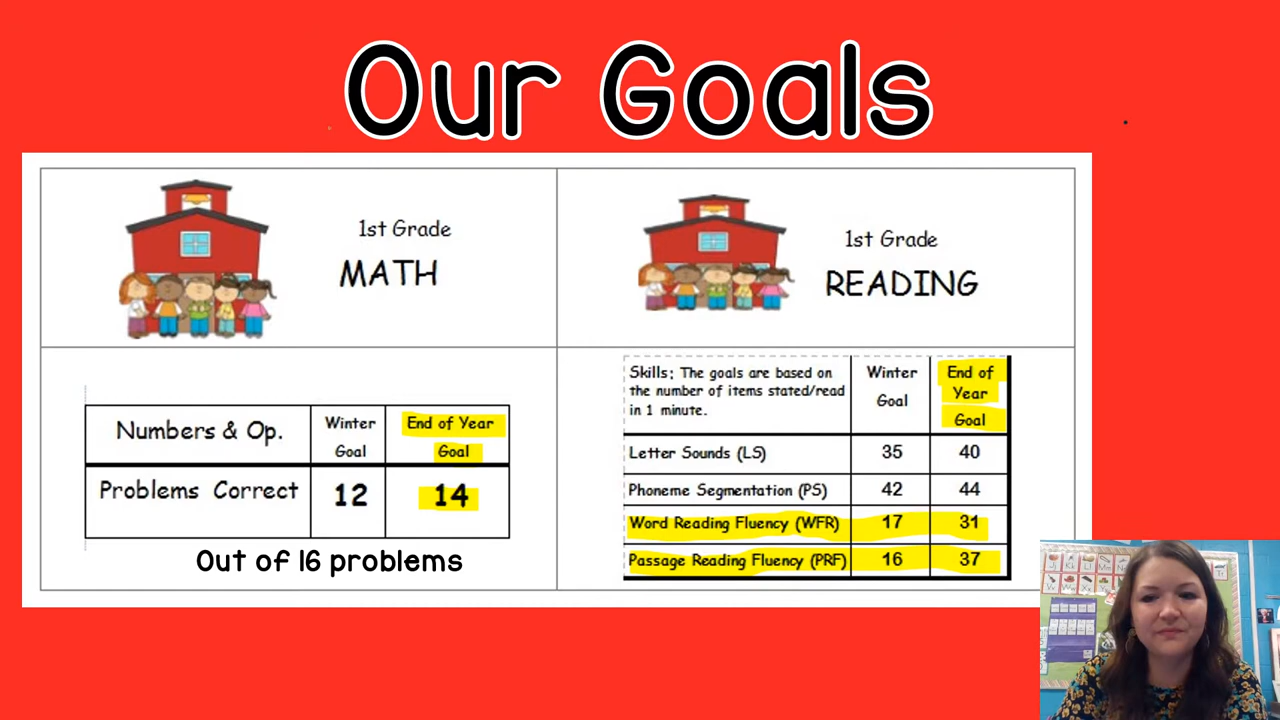 Our Goals
1st Grade
MATH
1st Grade
READING
Numbers & Op.
Winter
Goal
End of Year
Goal
Problems Correct
12
14
Out of 16 problems
Skills: The goals are based on
the number of items stated/read
in 1 minute.
Winter
Goal
End of
Year
Goal
Letter Sounds (LS) 35 40
Phoneme Segmentation (PS) 42 44
Word Reading Fluency (WFR) 17 31
Passage Reading Fluency (PRF) 16 37